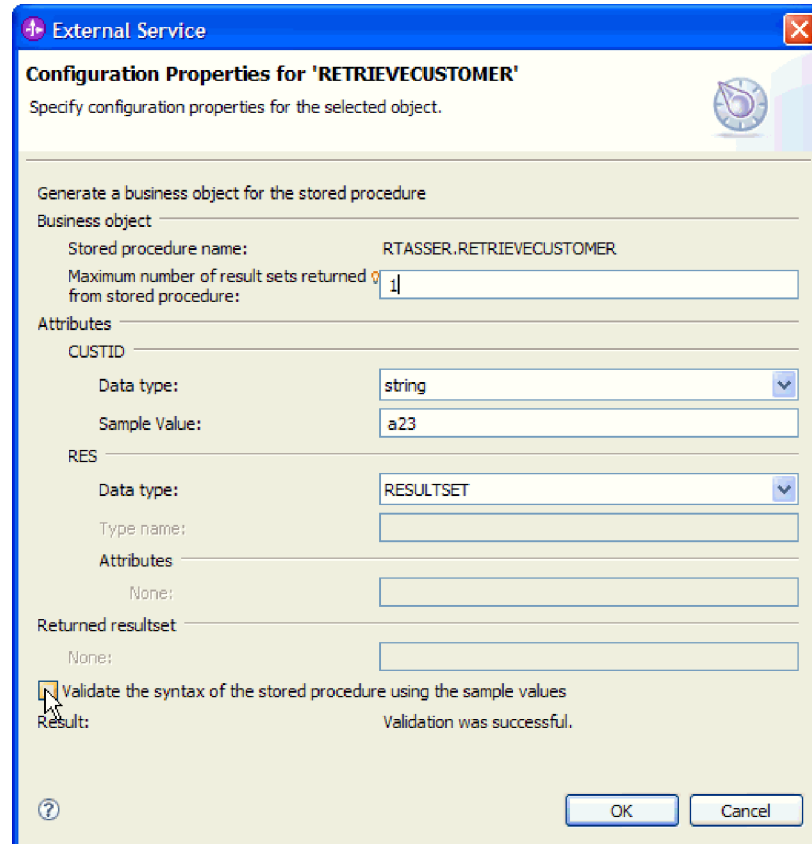 External Service
Configuration Properties for 'RETRIEVECUSTOMER'
Specify configuration properties for the selected object.
Generate a business object for the stored procedure
Business object
Stored procedure name: RTASSER.RETRIEVECUSTOMER
Maximum number of result sets returned
from stored procedure: 1
Attributes
CUSTID
Data type: string
Sample Value: a23
RES
Data type: RESULTSET
Type name:
Attributes
None:
Returned resultset
None:
Validate the syntax of the stored procedure using the sample values
Result: Validation was successful.
? OK Cancel